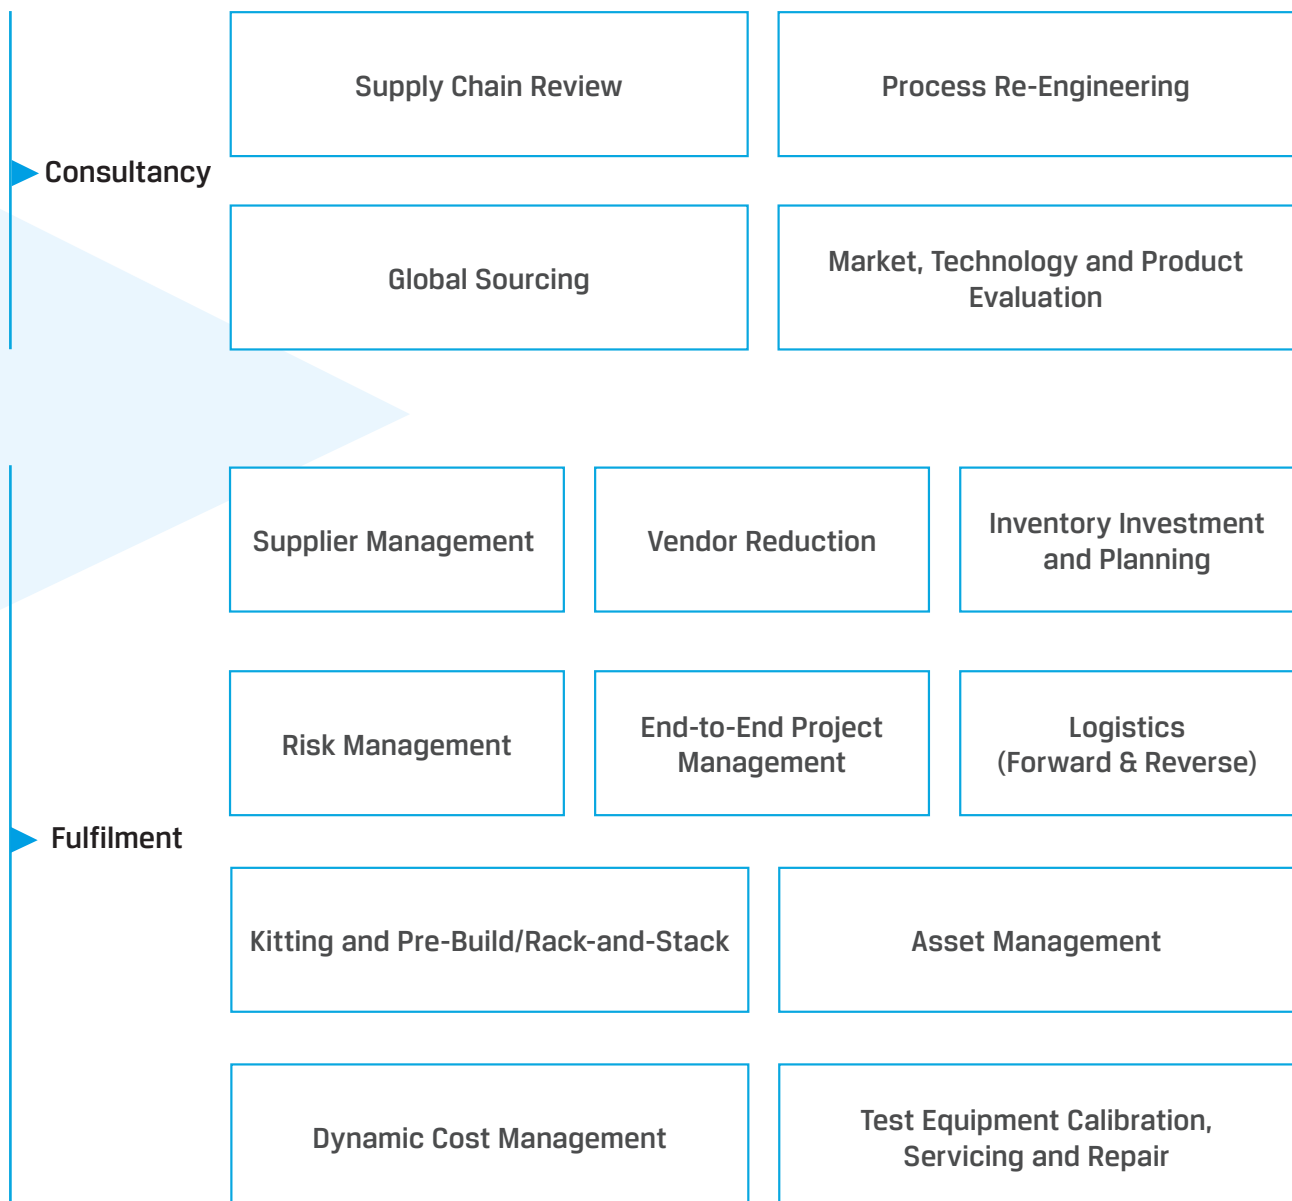 Supply Chain Review
Process Re-Engineering
Consultancy
Global Sourcing
Market, Technology and Product
Evaluation
Supplier Management
Vendor Reduction
Inventory Investment
and Planning
Risk Management
End-to-End Project
Management
Logistics
(Forward & Reverse)
Fulfilment
Kitting and Pre-Build/Rack-and-Stack
Asset Management
Dynamic Cost Management
Test Equipment Calibration,
Servicing and Repair